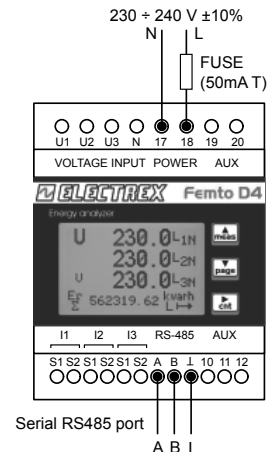 230 ÷ 240 V ±10%
N L
FUSE
(50mA T)
U1 U2 U3 N 17 18 19 20
VOLTAGE INPUT POWER AUX
ELECTREX Femto D4
Energy analyzer
U 230.0 L1N
230.0 L2N
U 230.0 L3N
meas
page
cnt
Er Σ 562319.62 kvarh L
I1 I2 I3 RS-485 AUX
S1 S2 S1 S2 S1 S2 A B ⊥ 10 11 12
Serial RS485 port
A B ⊥